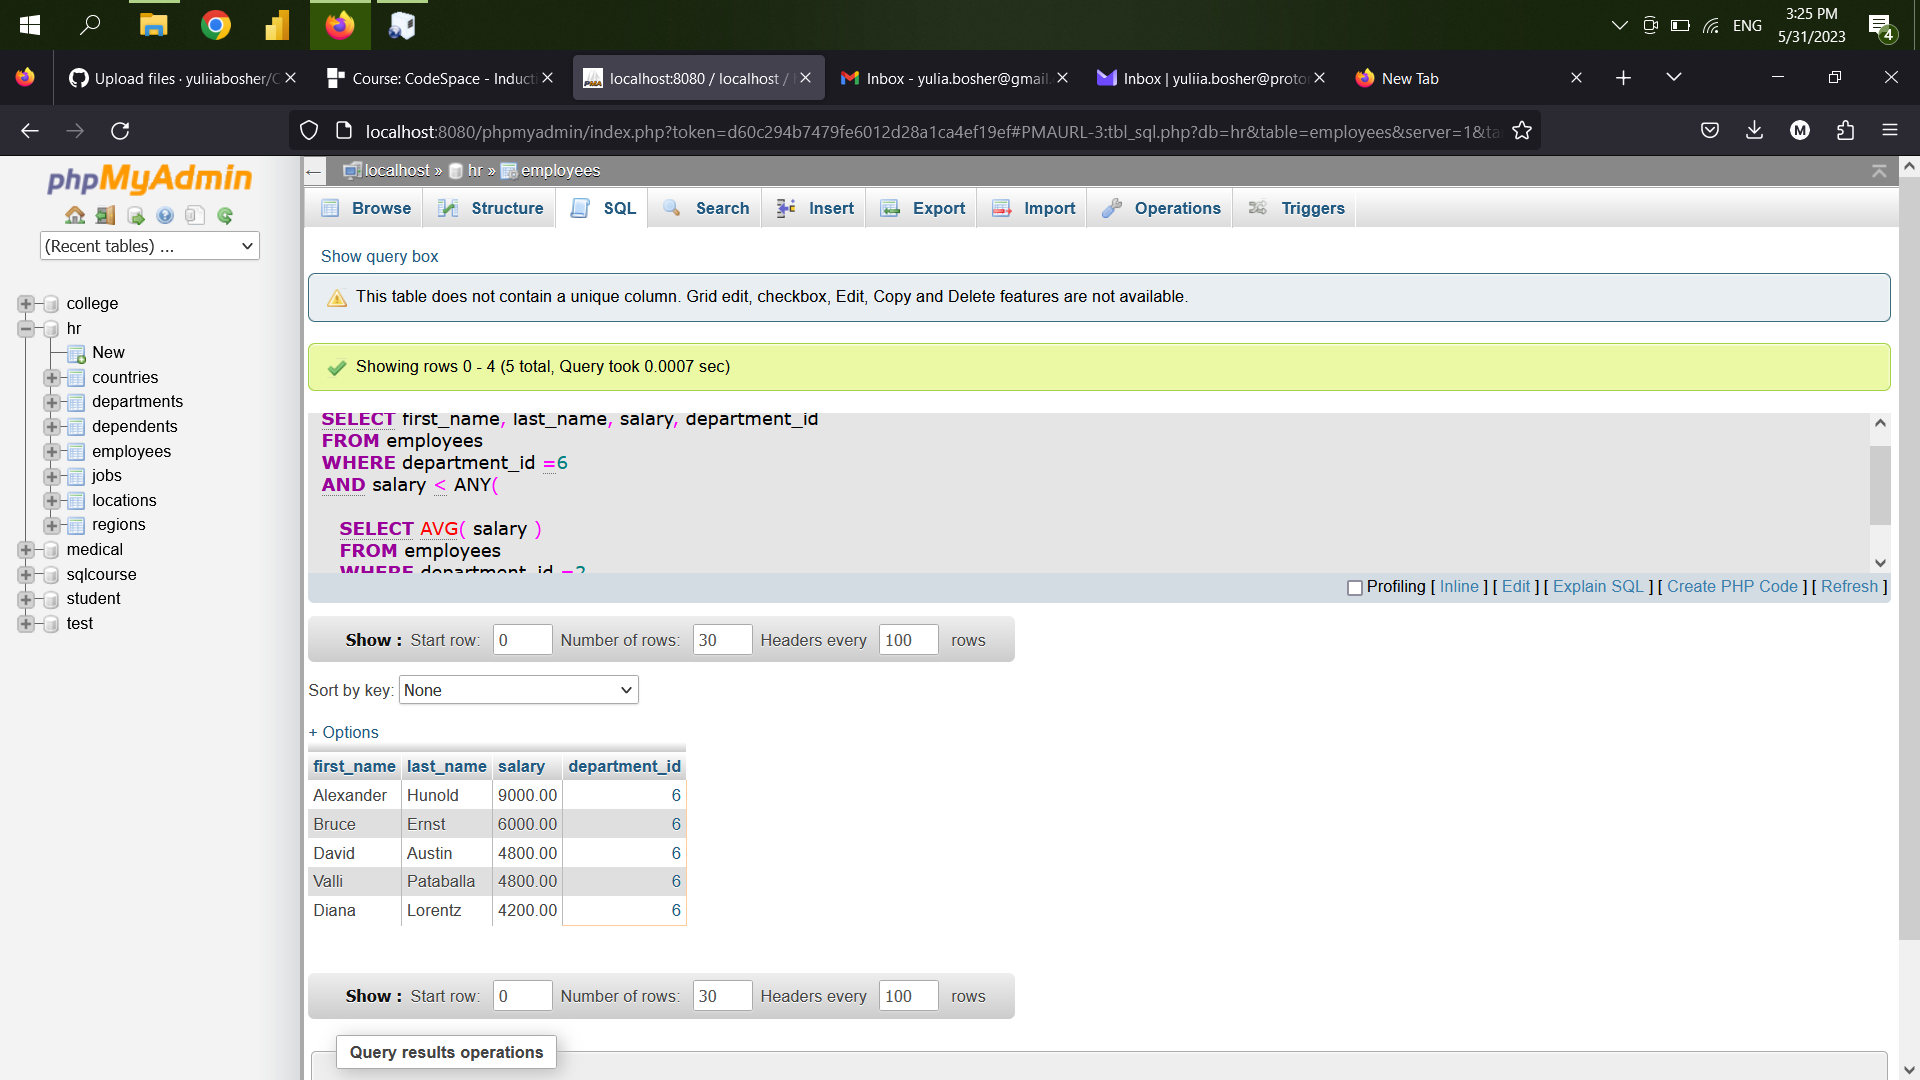 ENG
3:25 PM
5/31/2023
4
Upload files · yuliiabosher/C
Course: CodeSpace - Inducti
localhost:8080 / localhost /
Inbox - yulia.bosher@gmail.
Inbox | yuliia.bosher@proto
New Tab
localhost:8080/phpmyadmin/index.php?token=d60c294b7479fe6012d28a1ca4ef19ef#PMAURL-3:tbl_sql.php?db=hr&table=employees&server=1&ta
M
phpMyAdmin
(Recent tables) ...
college
hr
New
countries
departments
dependents
employees
jobs
locations
regions
medical
sqlcourse
student
test
localhost » hr » employees
Browse Structure SQL Search Insert Export Import Operations Triggers
Show query box
This table does not contain a unique column. Grid edit, checkbox, Edit, Copy and Delete features are not available.
Showing rows 0 - 4 (5 total, Query took 0.0007 sec)
SELECT first_name, last_name, salary, department_id
FROM employees
WHERE department_id =6
AND salary < ANY(
SELECT AVG( salary )
FROM employees
WHERE department_id =2
Profiling [ Inline ] [ Edit ] [ Explain SQL ] [ Create PHP Code ] [ Refresh ]
Show : Start row: 0 Number of rows: 30 Headers every 100 rows
Sort by key: None
+ Options
first_name last_name salary department_id
Alexander Hunold 9000.00 6
Bruce Ernst 6000.00 6
David Austin 4800.00 6
Valli Pataballa 4800.00 6
Diana Lorentz 4200.00 6
Show : Start row: 0 Number of rows: 30 Headers every 100 rows
Query results operations